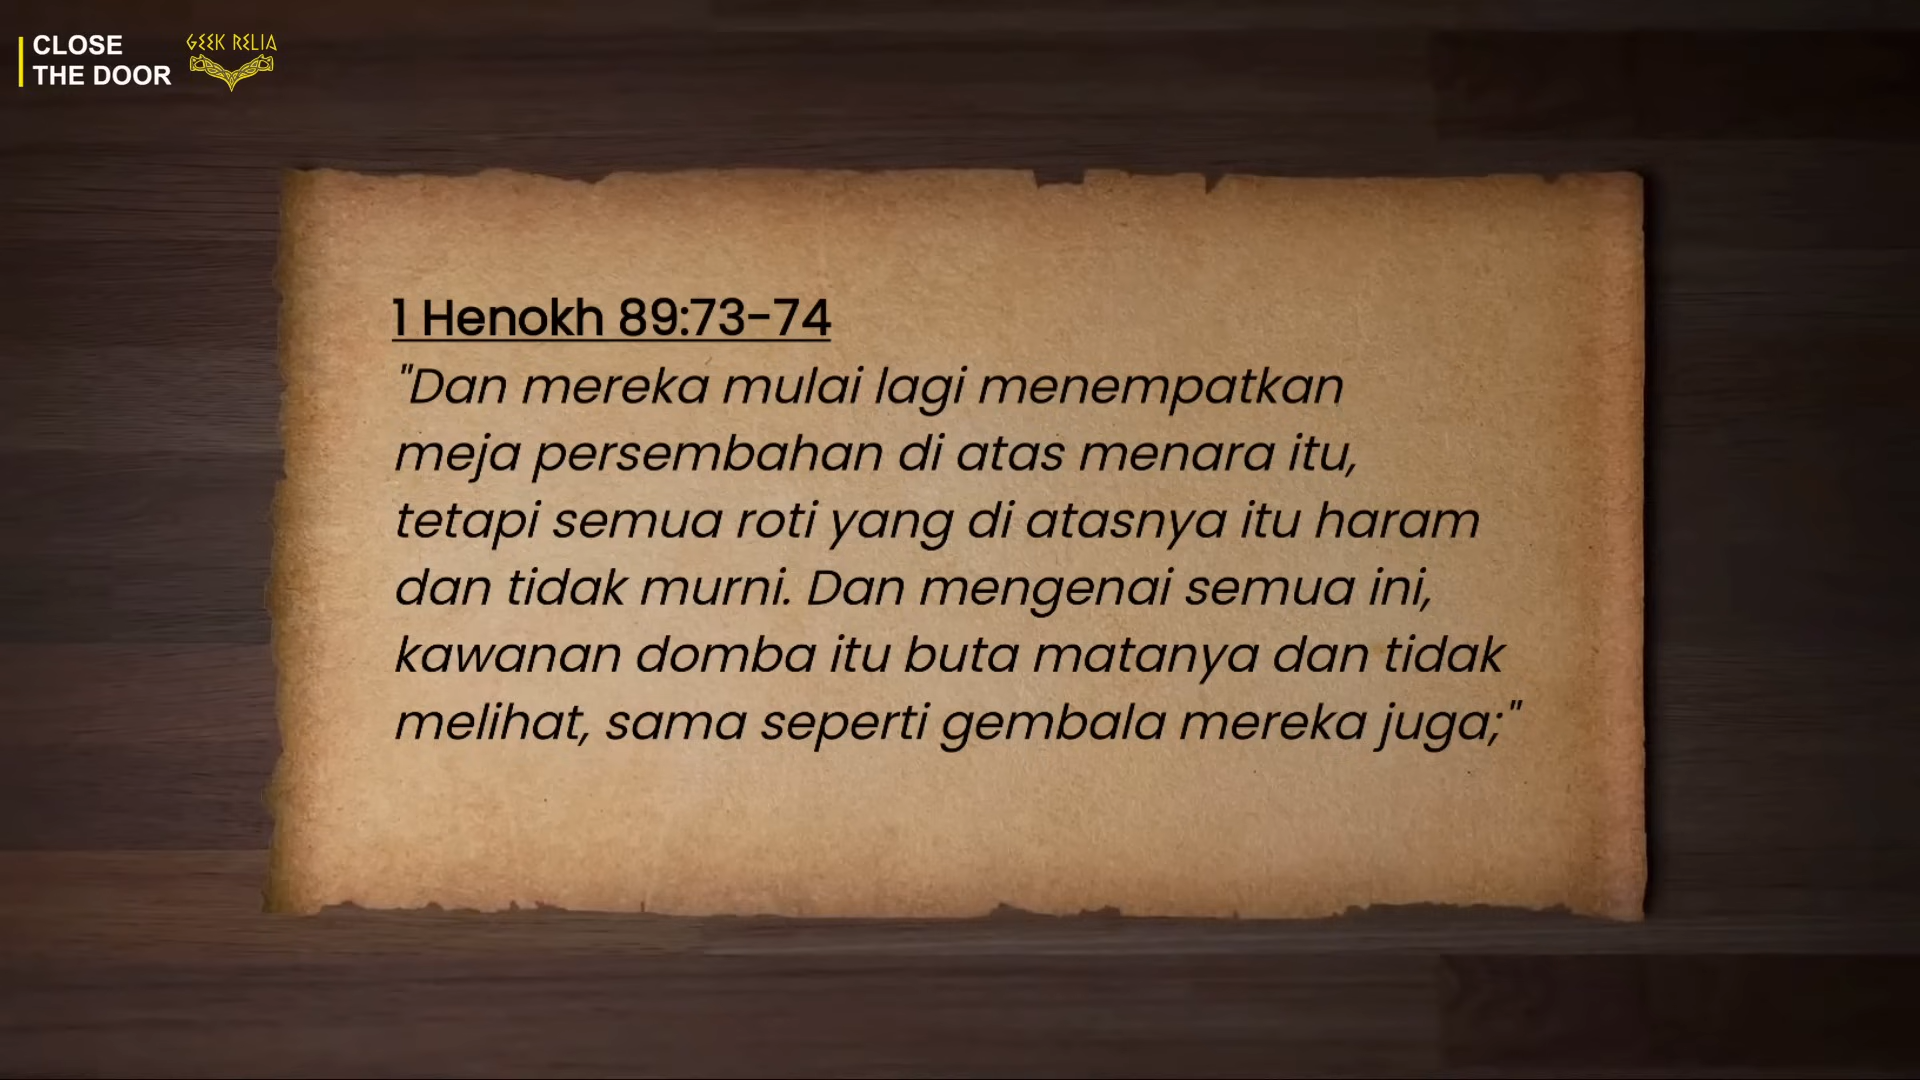 CLOSE
THE DOOR
GEEK RELIA
1 Henokh 89:73-74
"Dan mereka mulai lagi menempatkan
meja persembahan di atas menara itu,
tetapi semua roti yang di atasnya itu haram
dan tidak murni. Dan mengenai semua ini,
kawanan domba itu buta matanya dan tidak
melihat, sama seperti gembala mereka juga;"